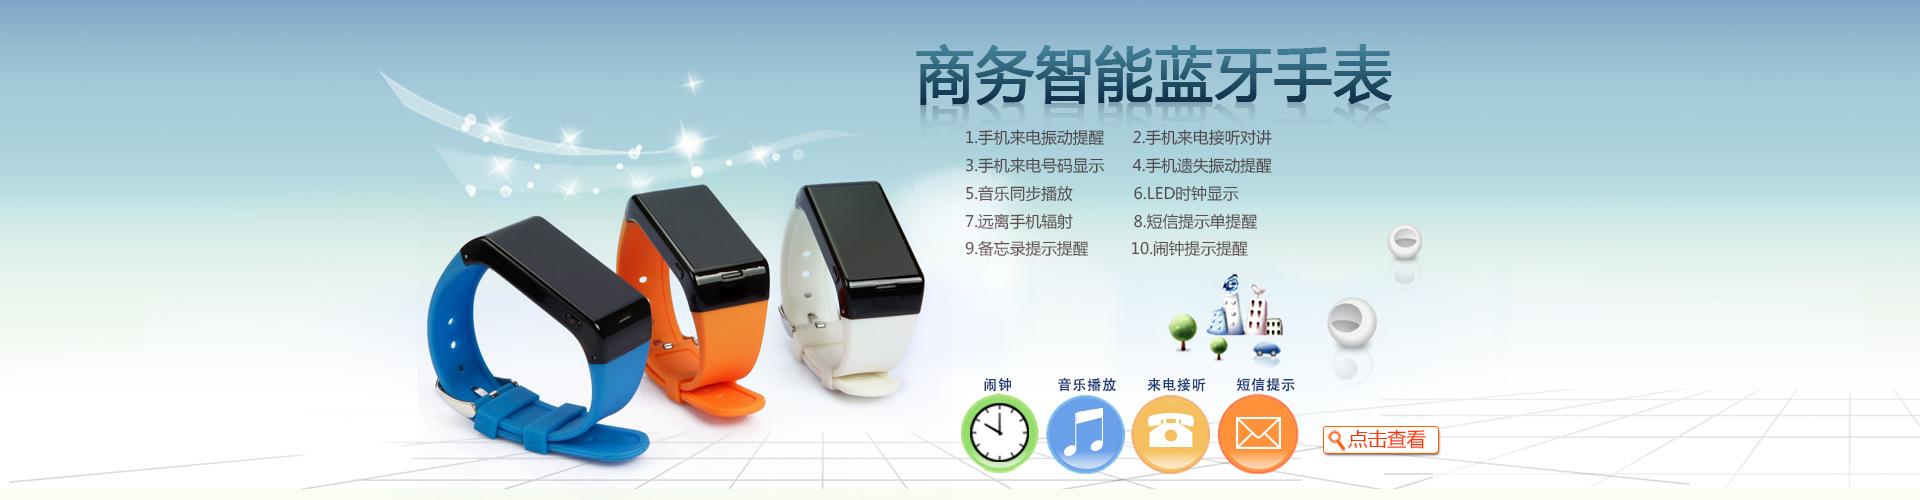 商务智能蓝牙手表
1.手机来电振动提醒 2.手机来电接听对讲
3.手机来电号码显示 4.手机遗失振动提醒
5.音乐同步播放 6.LED时钟显示
7.远离手机辐射 8.短信提示单提醒
9.备忘录提示提醒 10.闹钟提示提醒
闹钟 音乐播放 来电接听 短信提示
点击查看